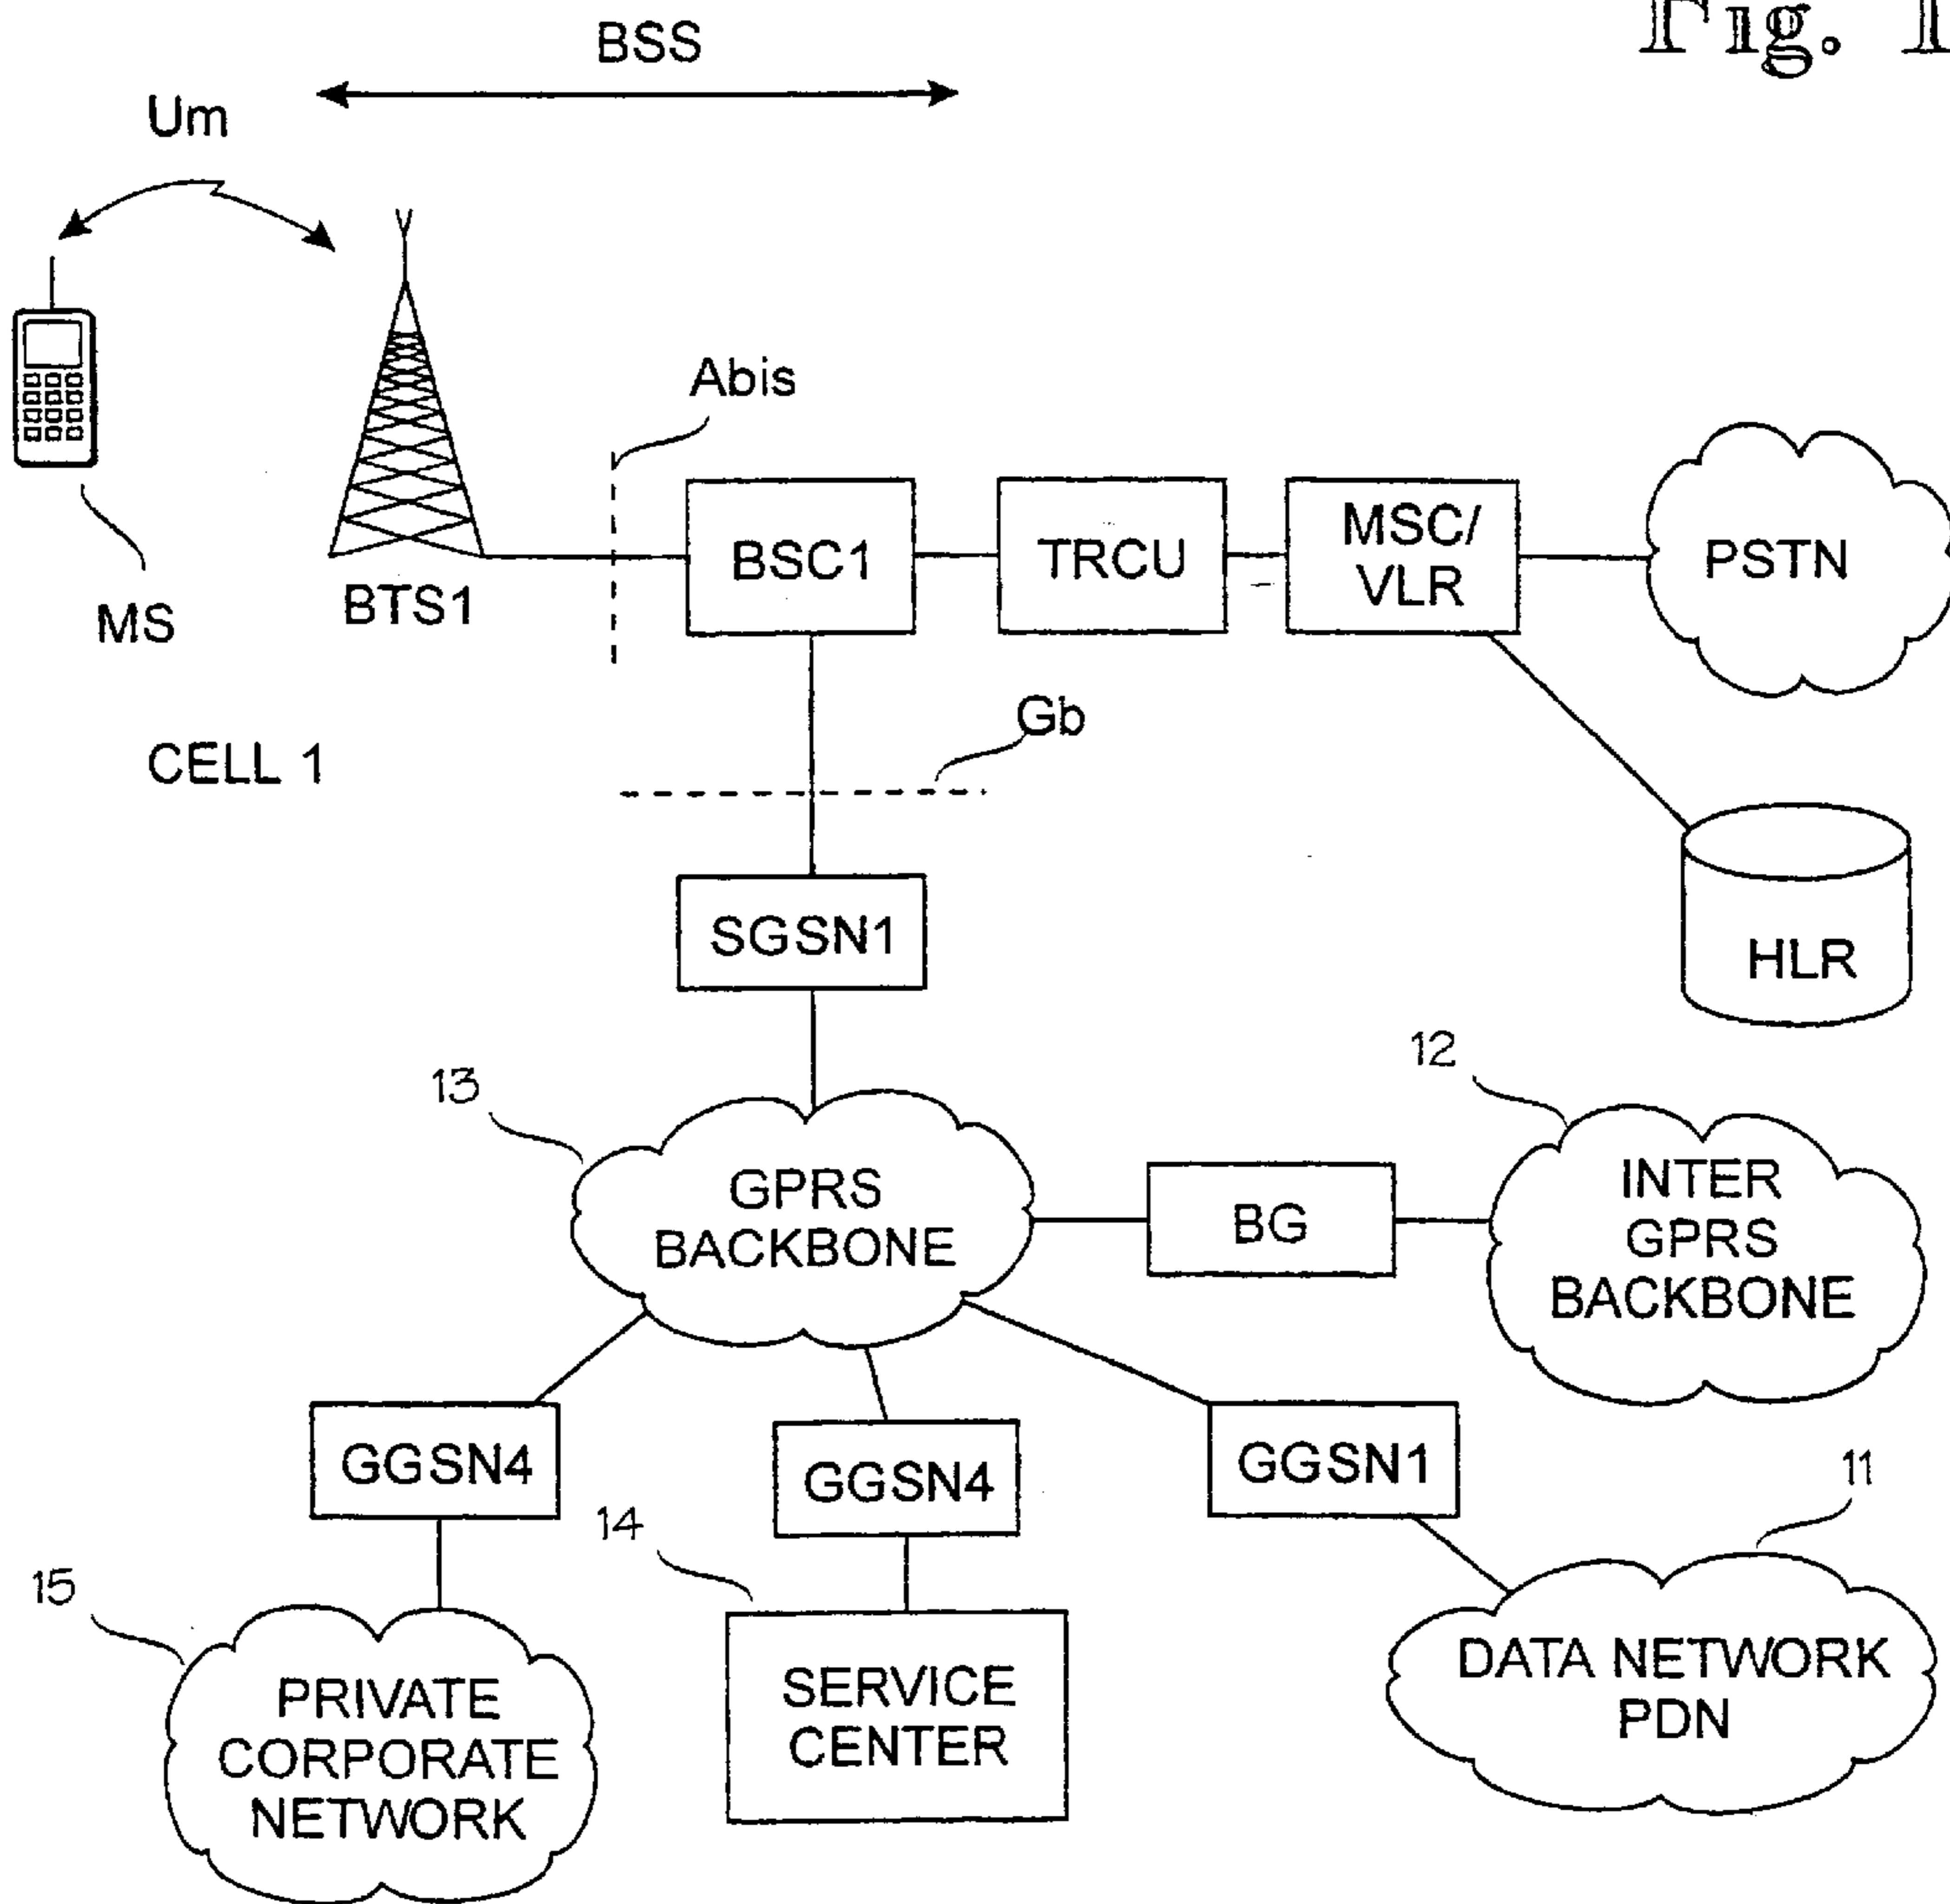 Fig. 1
BSS
Um
Abis
MS
BTS1
BSC1
TRCU
MSC/
VLR
PSTN
CELL 1
Gb
SGSN1
HLR
13
12
GPRS
BACKBONE
BG
INTER
GPRS
BACKBONE
GGSN4
GGSN4
GGSN1
11
14
15
PRIVATE
CORPORATE
NETWORK
SERVICE
CENTER
DATA NETWORK
PDN